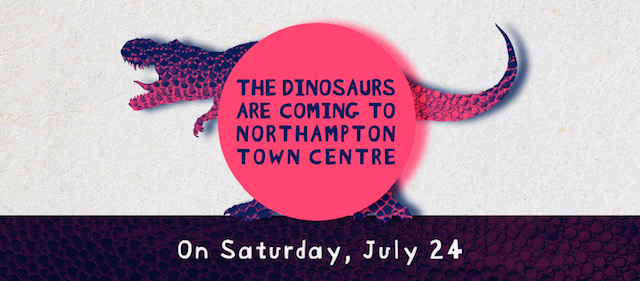 THE DINOSAURS
ARE COMING TO
NORTHAMPTON
TOWN CENTRE
On Saturday, July 24